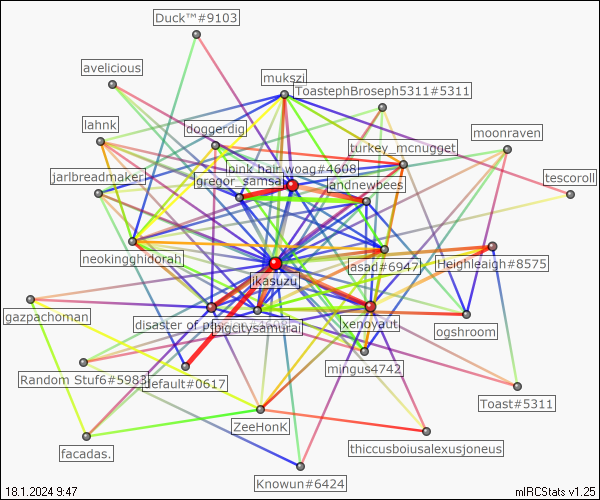 Duck™#9103
avelicious
mukszi
ToastephBroseph5311#5311
lahnk
doggerdig
moonraven
turkey_mcnugget
pink hair woag#4608
jarlbreadmaker
gregor_samsa
landnewbees
tescoroll
neokingghidorah
asad#6947
Heighleaigh#8575
ikasuzu
gazpachoman
disaster of
xenoyaut
bigcitysamurai
ogshroom
mingus4742
Random Stuf6#5983
default#0617
Toast#5311
ZeeHonK
facadas.
thiccusboiusalexusjoneus
Knowun#6424
18.1.2024 9:47
mIRCStats v1.25